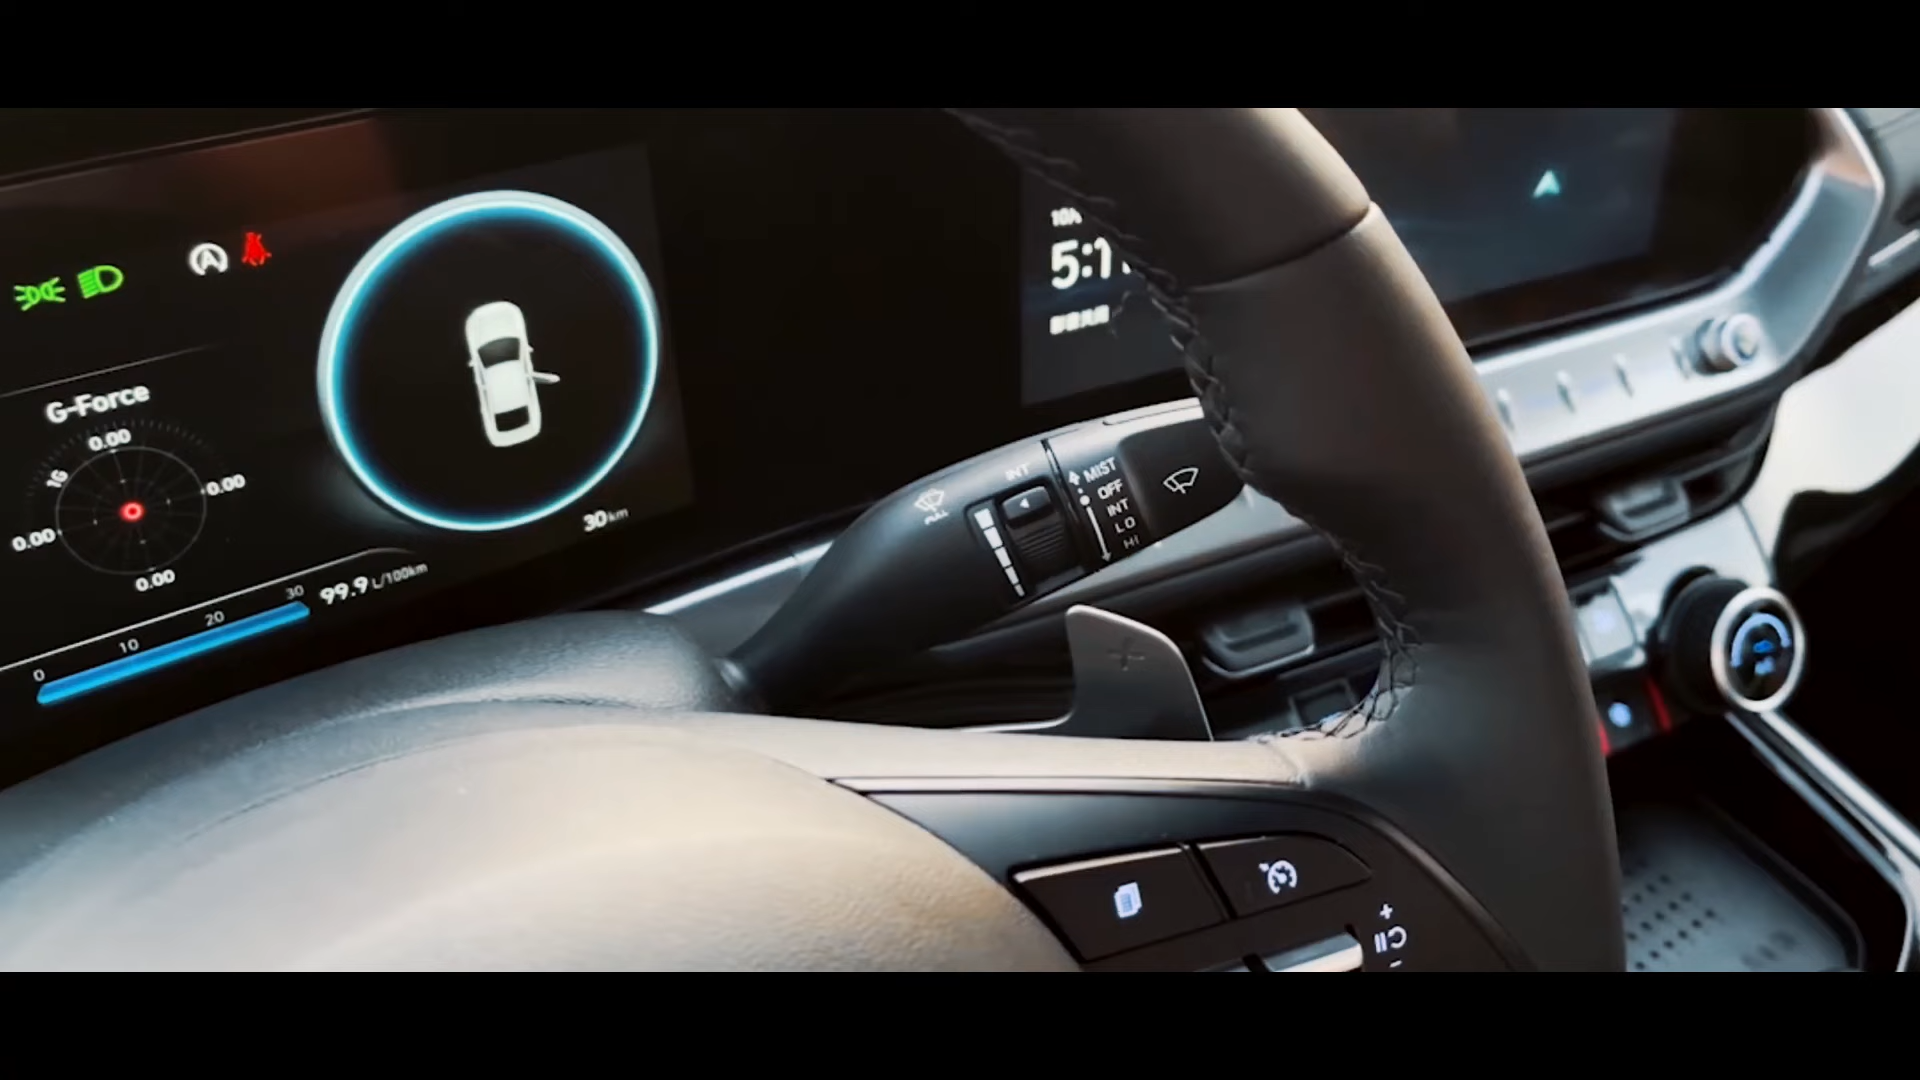 G-Force
0.00
1G
0.00
0.00
0.00
0
10
20
30
99.9 L/100km
30km
5:1
PULL
INT
MIST
OFF
INT
LO
HI
+
+
-